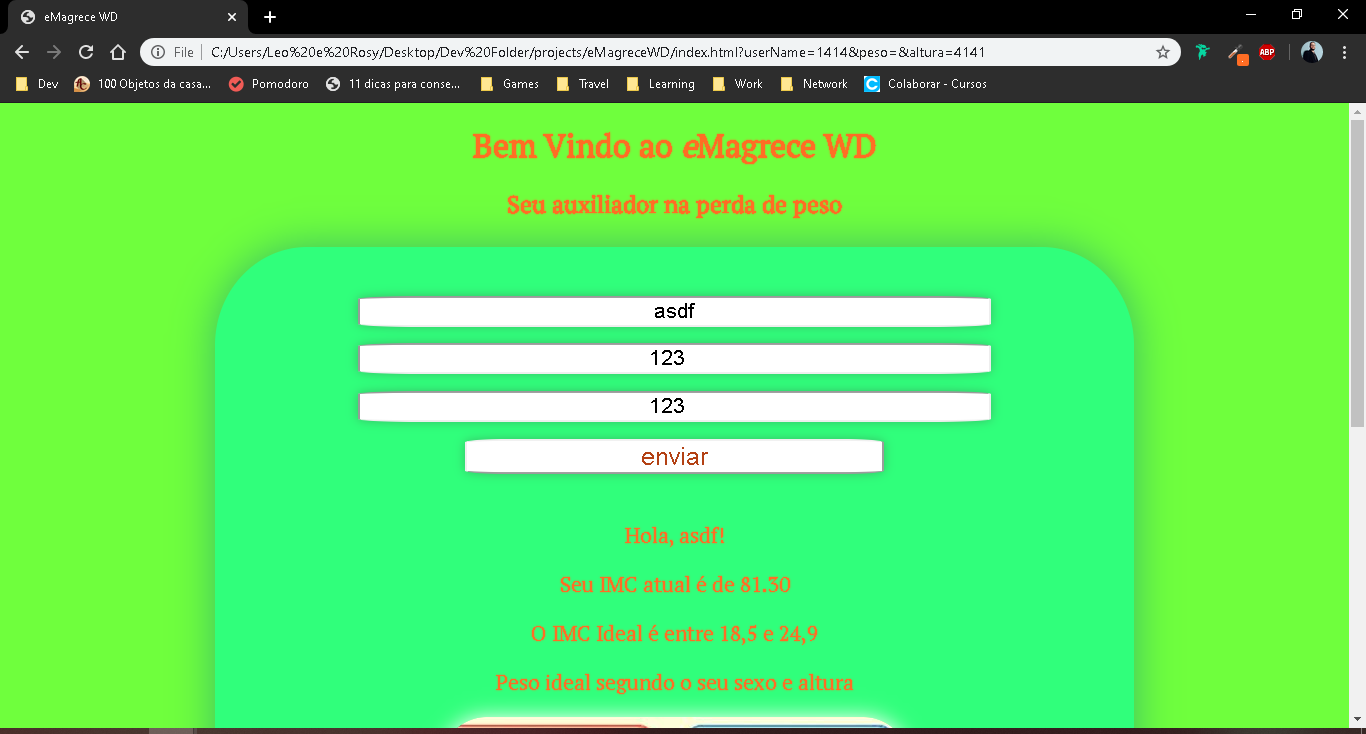 eMagrece WD
File C:/Users/Leo%20e%20Rosy/Desktop/Dev%20Folder/projects/eMagreceWD/index.html?userName=1414&peso=&altura=4141
ABP
Dev 100 Objetos da casa... Pomodoro 11 dicas para conse... Games Travel Learning Work Network C Colaborar - Cursos
Bem Vindo ao eMagrece WD
Seu auxiliador na perda de peso
asdf
123
123
enviar
Hola, asdf!
Seu IMC atual é de 81.30
O IMC Ideal é entre 18,5 e 24,9
Peso ideal segundo o seu sexo e altura